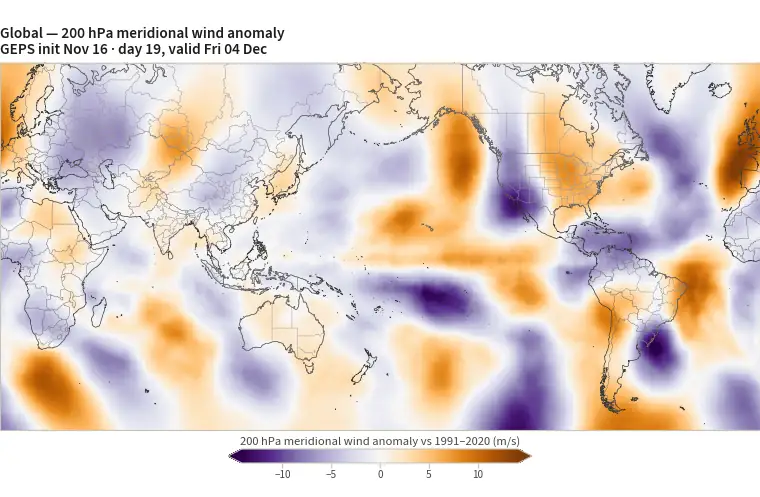 Global — 200 hPa meridional wind anomaly
GEPS init Nov 16 · day 19, valid Fri 04 Dec
200 hPa meridional wind anomaly vs 1991–2020 (m/s)
−10 −5 0 5 10